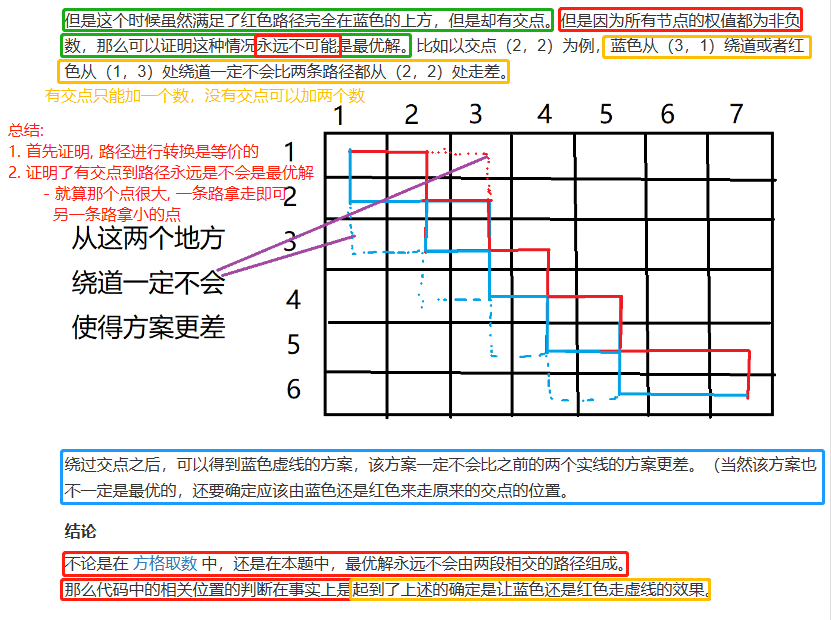 但是这个时候虽然满足了红色路径完全在蓝色的上方，但是却有交点。但是因为所有节点的权值都为非负
数，那么可以证明这种情况永远不可能是最优解。比如以交点（2，2）为例，蓝色从（3，1）绕道或者红
色从（1，3）处绕道一定不会比两条路径都从（2，2）处走差。
有交点只能加一个数，没有交点可以加两个数
总结:
1. 首先证明, 路径进行转换是等价的
2. 证明了有交点到路径永远是不会是最优解
- 就算那个点很大, 一条路拿走即可
另一条路拿小的点
1 2 3 4 5 6 7
1
2
3
4
5
6
从这两个地方
绕道一定不会
使得方案更差
绕过交点之后，可以得到蓝色虚线的方案，该方案一定不会比之前的两个实线的方案更差。（当然该方案也
不一定是最优的，还要确定应该由蓝色还是红色来走原来的交点的位置。
结论
不论是在 方格取数 中，还是在本题中，最优解永远不会由两段相交的路径组成。
那么代码中的相关位置的判断在事实上是起到了上述的确定是让蓝色还是红色走虚线的效果。